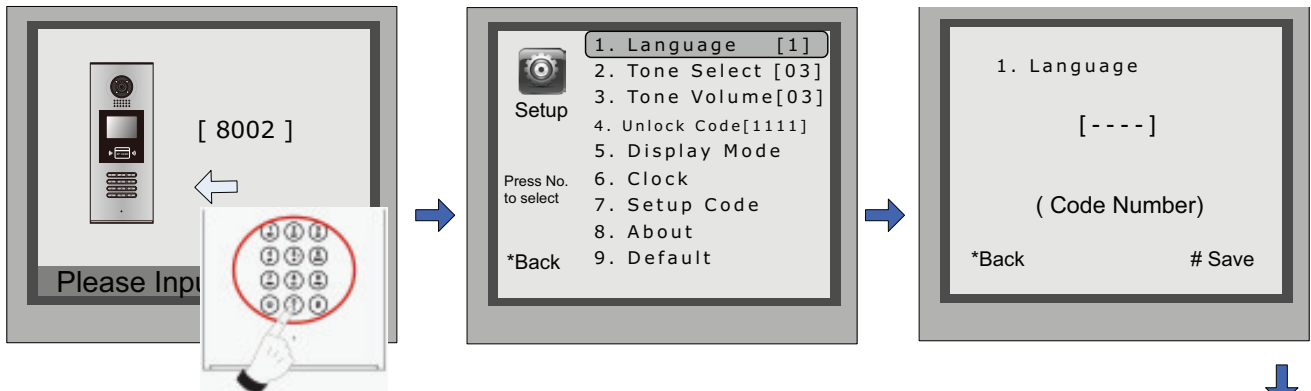 [ 8002 ]
Please Inpu
Setup
Press No.
to select
*Back
1. Language [1]
2. Tone Select [03]
3. Tone Volume[03]
4. Unlock Code[1111]
5. Display Mode
6. Clock
7. Setup Code
8. About
9. Default
1. Language
[----]
( Code Number)
*Back # Save